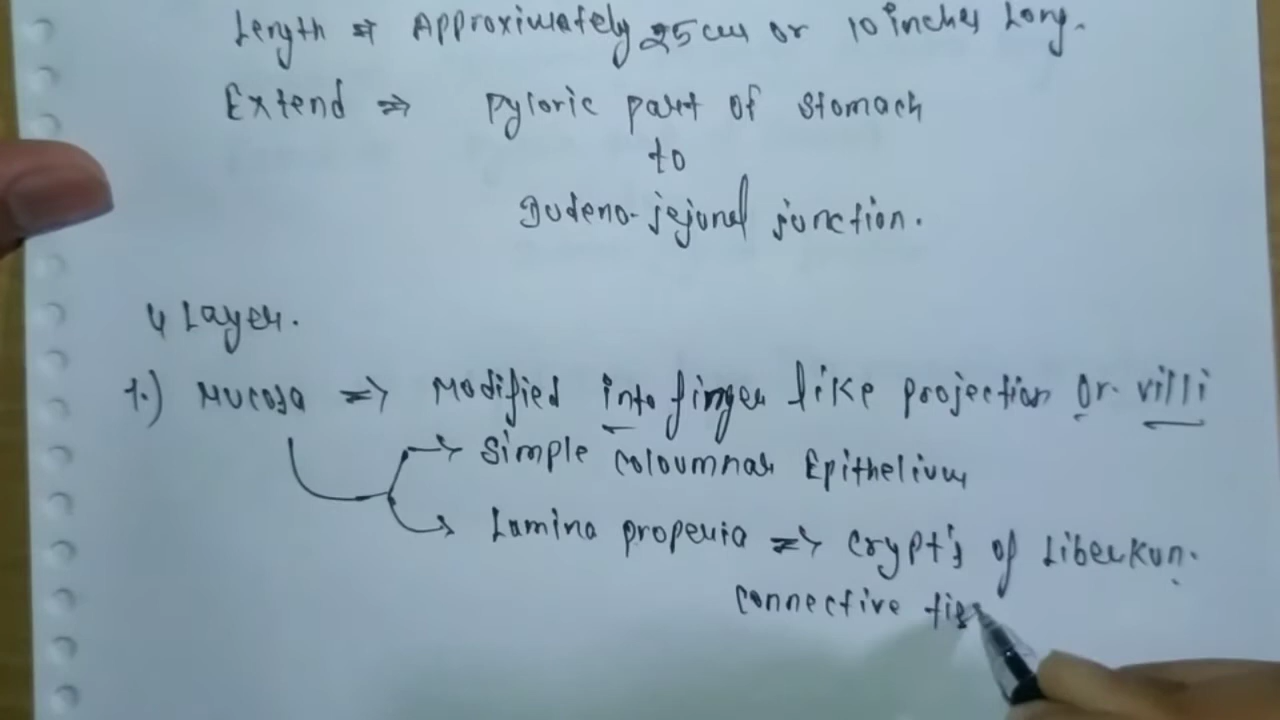 Length ⇒ Approximately 25 cm or 10 inches Long.
Extend ⇒ Pyloric part of stomach
to
Dudeno-jejunal junction.
4 Layer.
1.) Mucosa ⇒ Modified into finger like projection or villi
→ Simple coloumnar Epithelium
→ Lamina properia ⇒ crypt's of Liberkun.
connective tiss